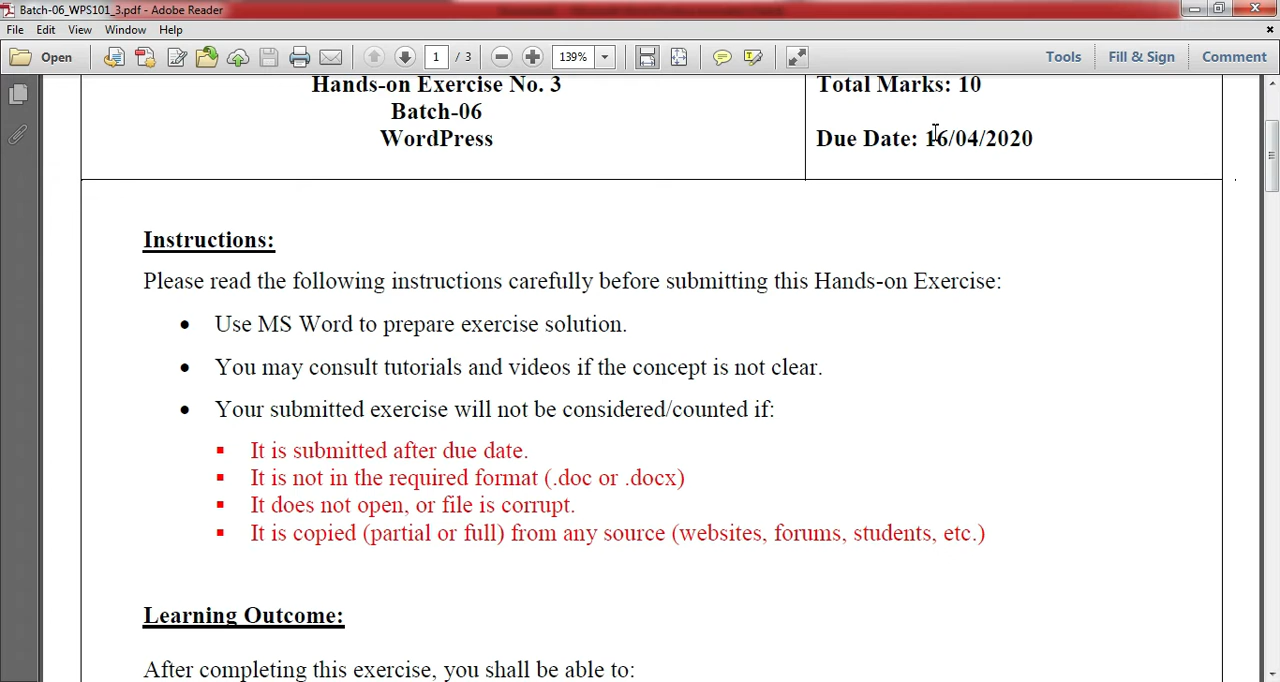 Batch-06_WPS101_3.pdf - Adobe Reader
File Edit View Window Help
Open 1 / 3 139% Tools Fill & Sign Comment
Hands-on Exercise No. 3
Batch-06
WordPress
Total Marks: 10
Due Date: 16/04/2020
Instructions:
Please read the following instructions carefully before submitting this Hands-on Exercise:
• Use MS Word to prepare exercise solution.
• You may consult tutorials and videos if the concept is not clear.
• Your submitted exercise will not be considered/counted if:
▪ It is submitted after due date.
▪ It is not in the required format (.doc or .docx)
▪ It does not open, or file is corrupt.
▪ It is copied (partial or full) from any source (websites, forums, students, etc.)
Learning Outcome:
After completing this exercise, you shall be able to: